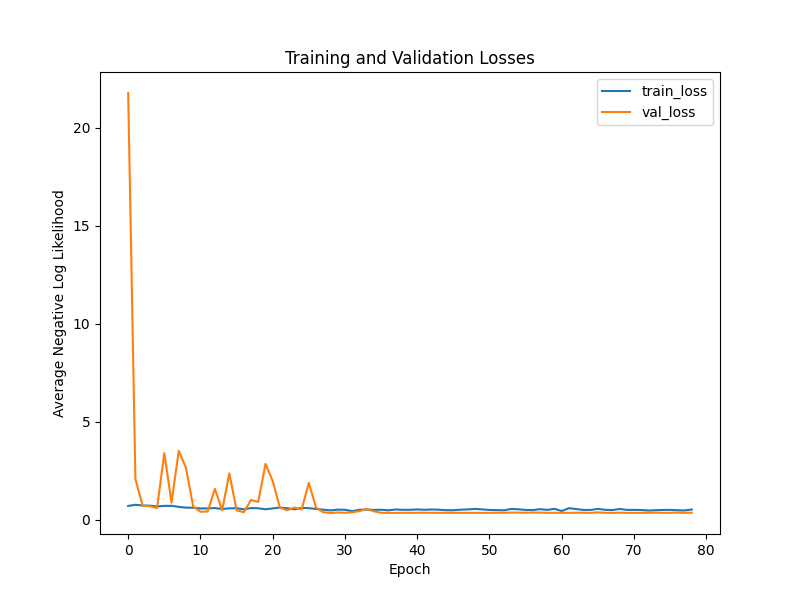 Training and Validation Losses
train_loss
val_loss
Average Negative Log Likelihood
20
15
10
5
0
0 10 20 30 40 50 60 70 80
Epoch